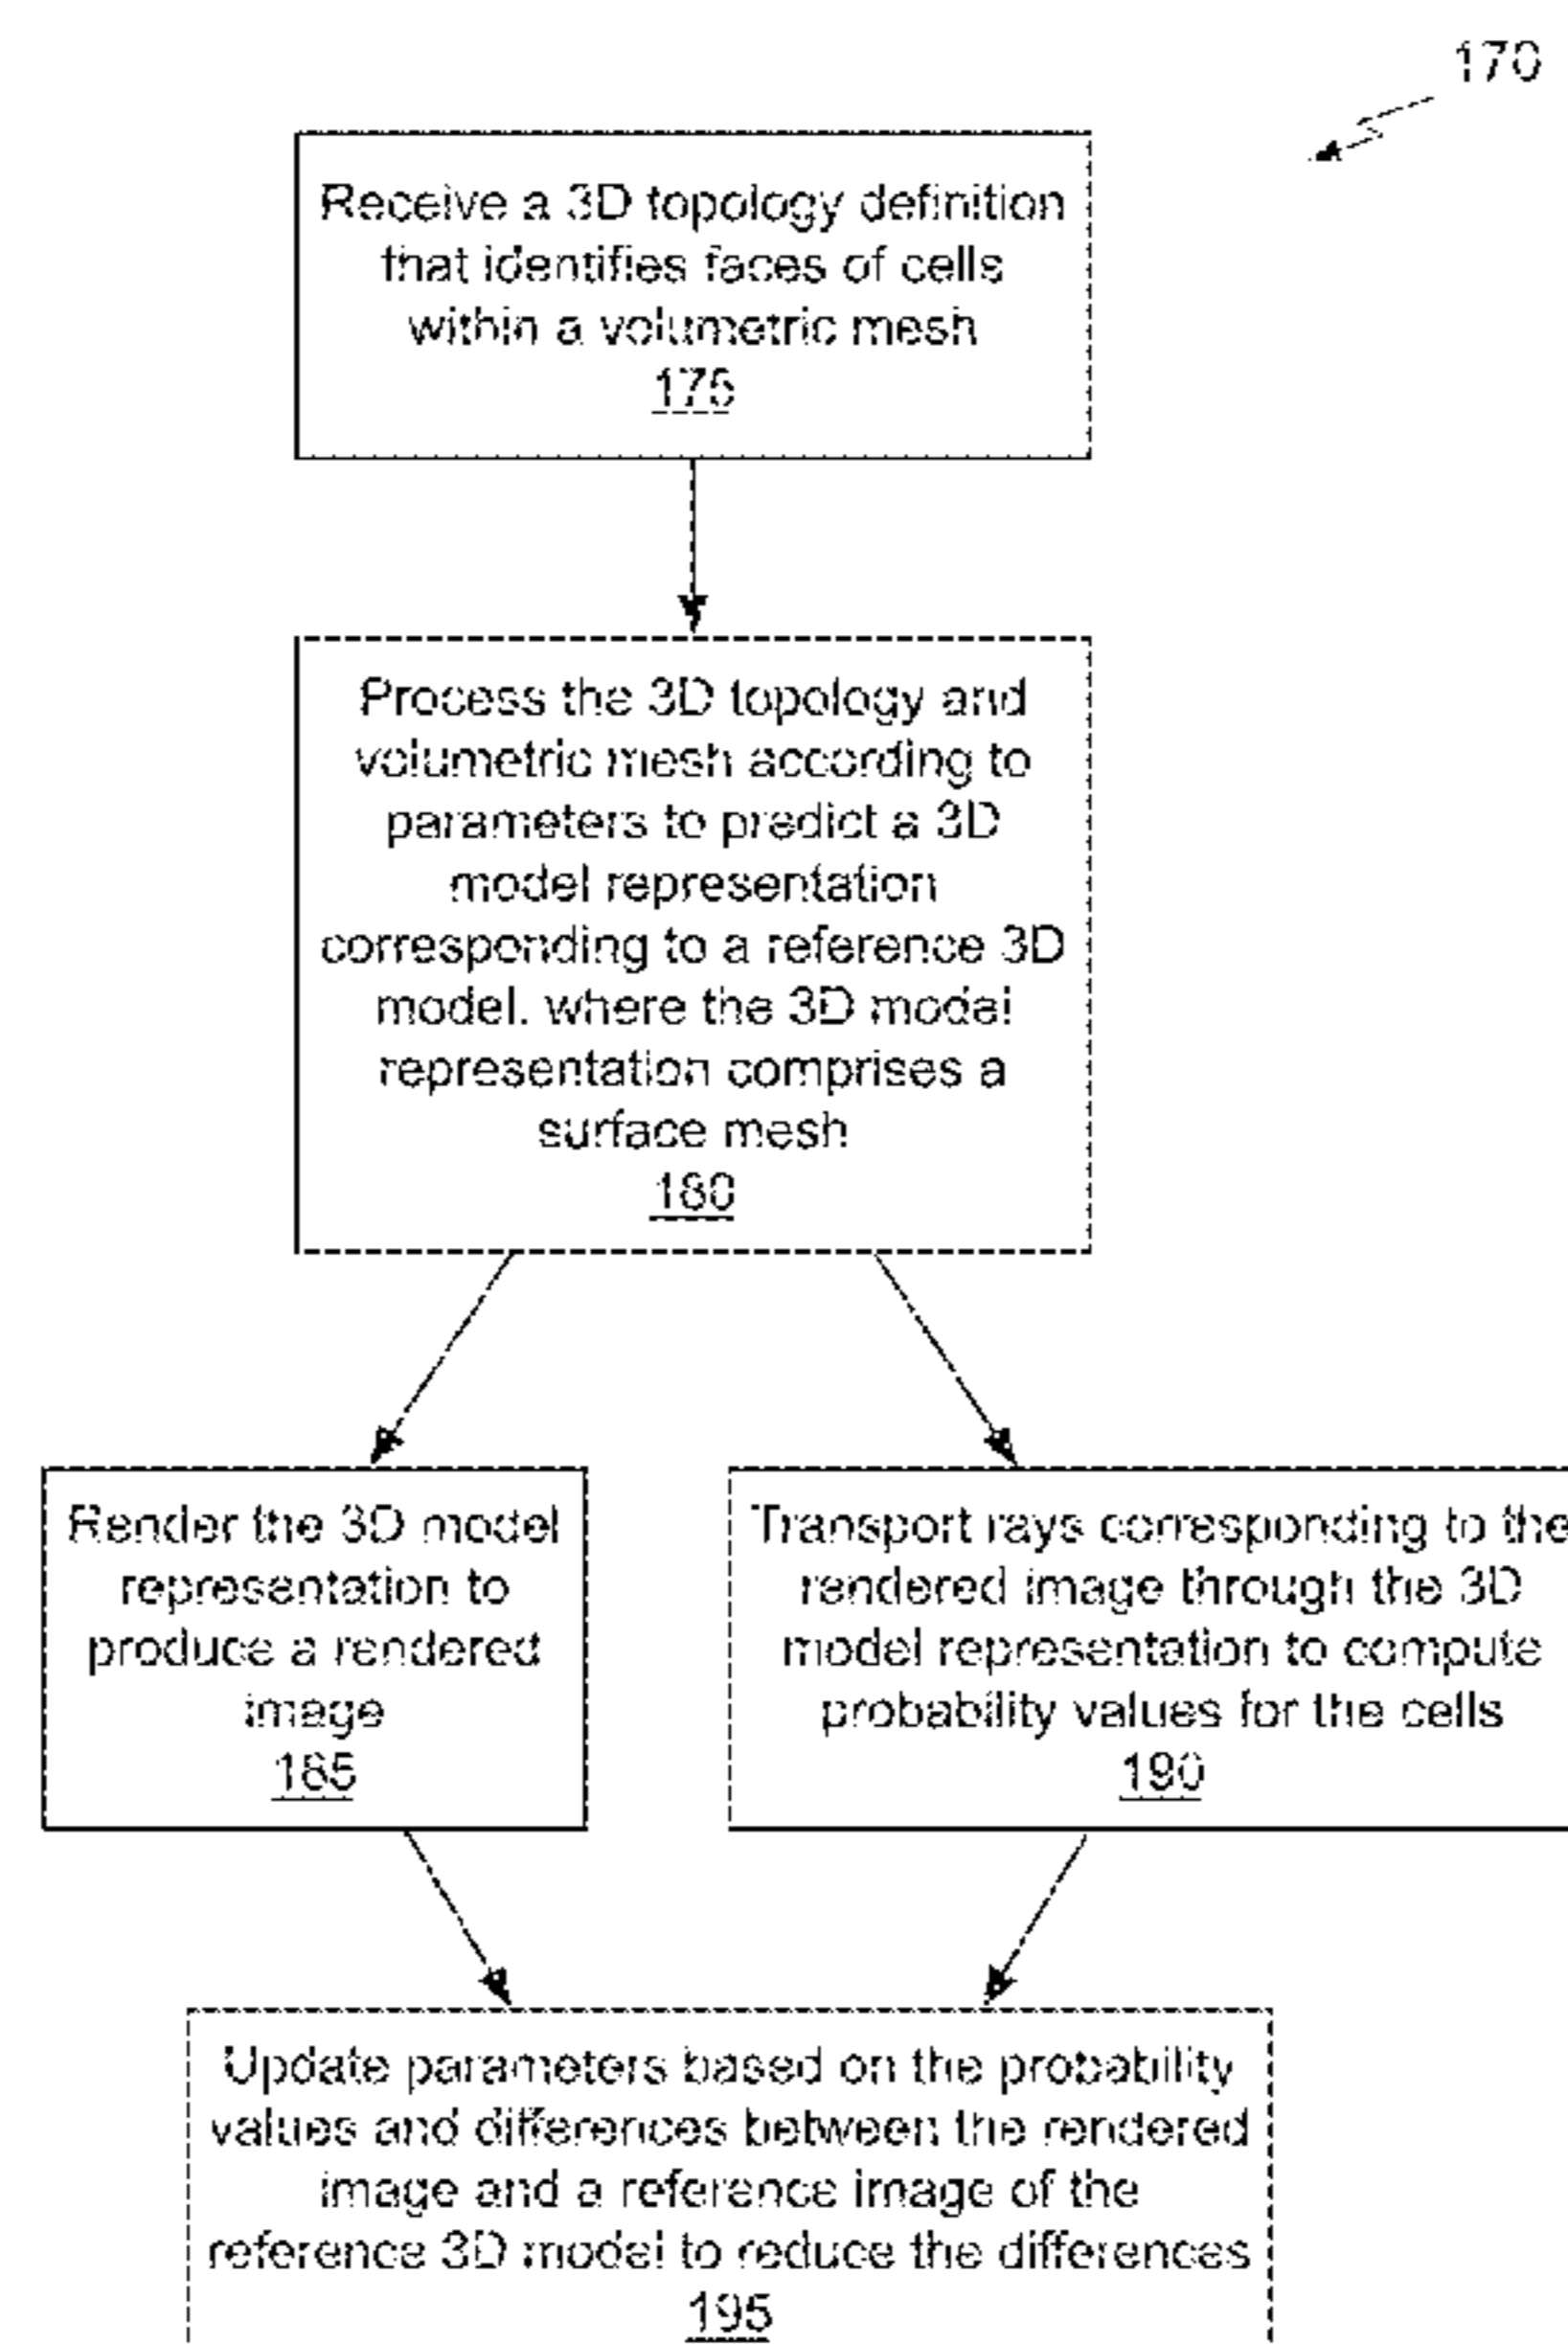 170
Receive a 3D topology definition
that identifies faces of cells
within a volumetric mesh
175
Process the 3D topology and
volumetric mesh according to
parameters to predict a 3D
model representation
corresponding to a reference 3D
model, where the 3D model
representation comprises a
surface mesh
180
Render the 3D model
representation to
produce a rendered
image
185
Transport rays corresponding to the
rendered image through the 3D
model representation to compute
probability values for the cells
190
Update parameters based on the probability
values and differences between the rendered
image and a reference image of the
reference 3D model to reduce the differences
195